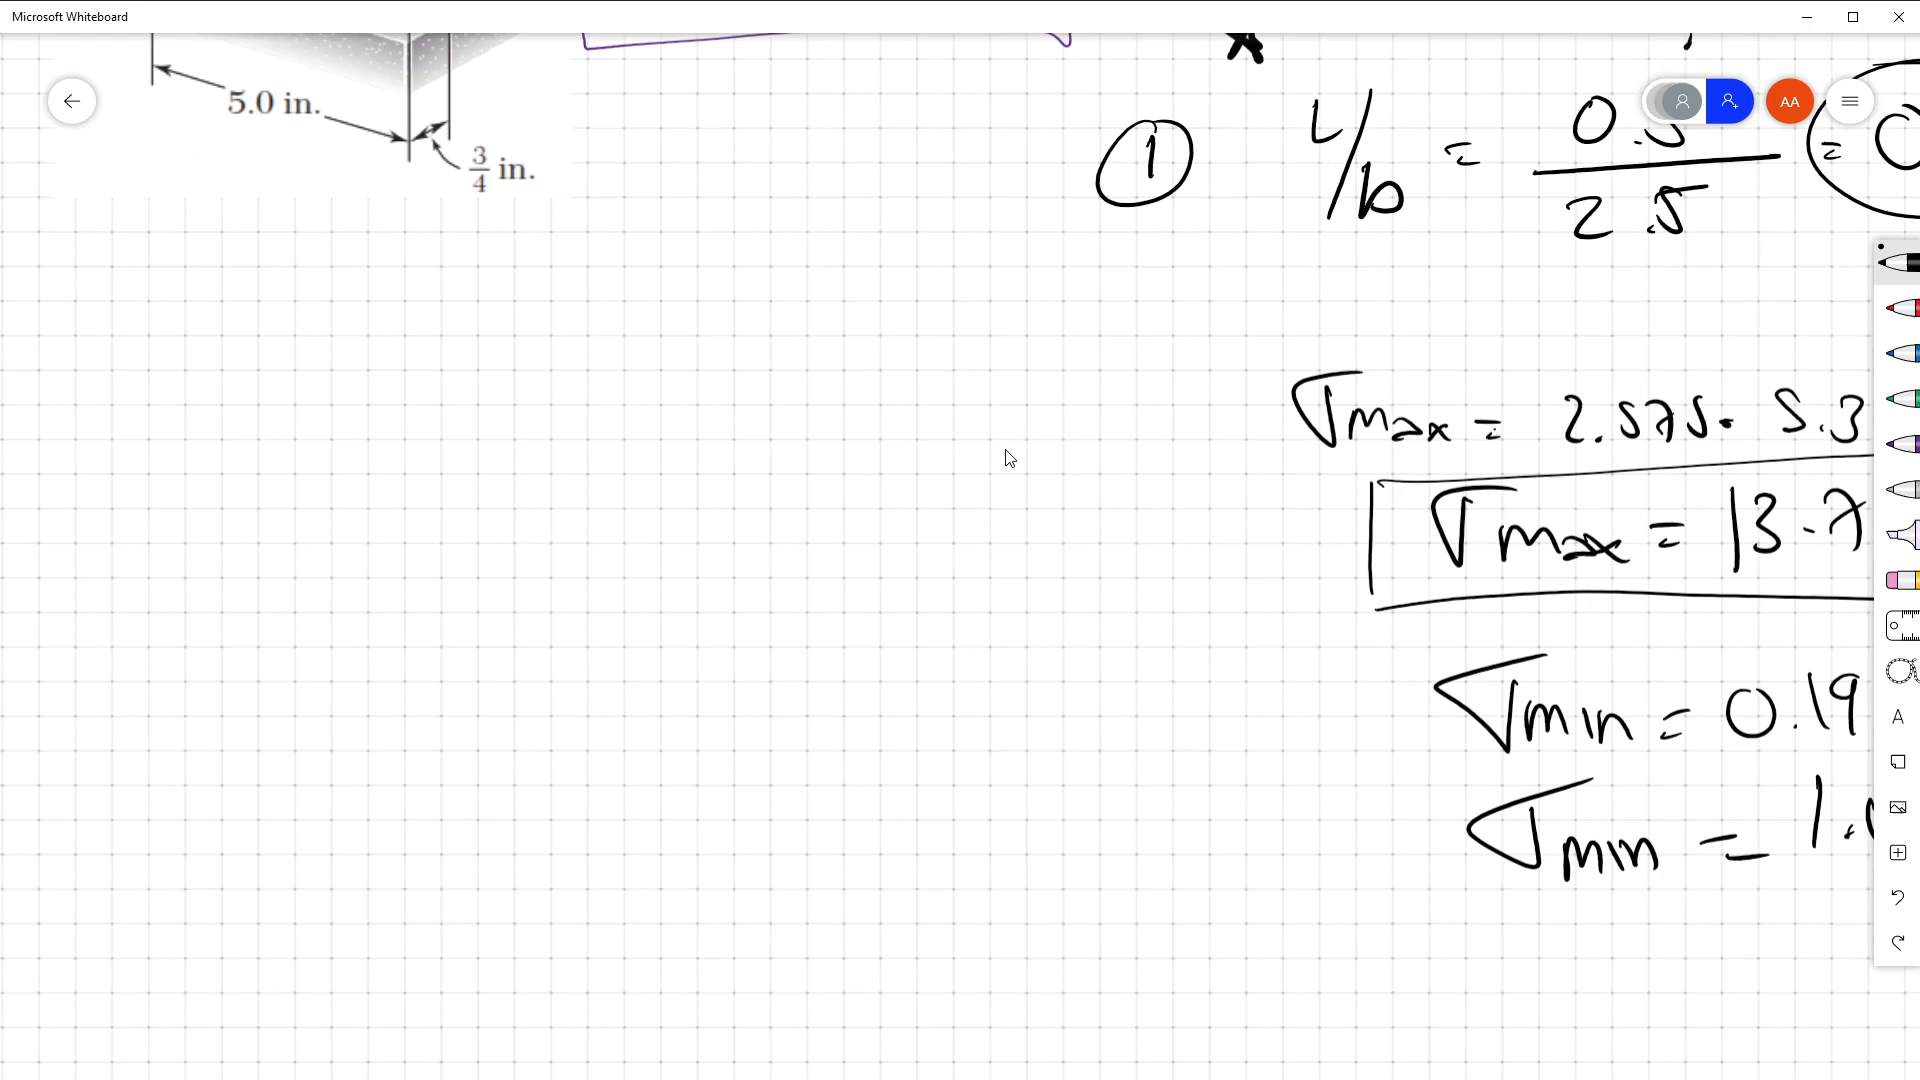 Microsoft Whiteboard
5.0 in.
3/4 in.
AA
① L/b = 0.5/2.5 = 0
σmax = 2.575 · 5.3
σmax = 13.7
σmin = 0.19
σmin = 1.
A